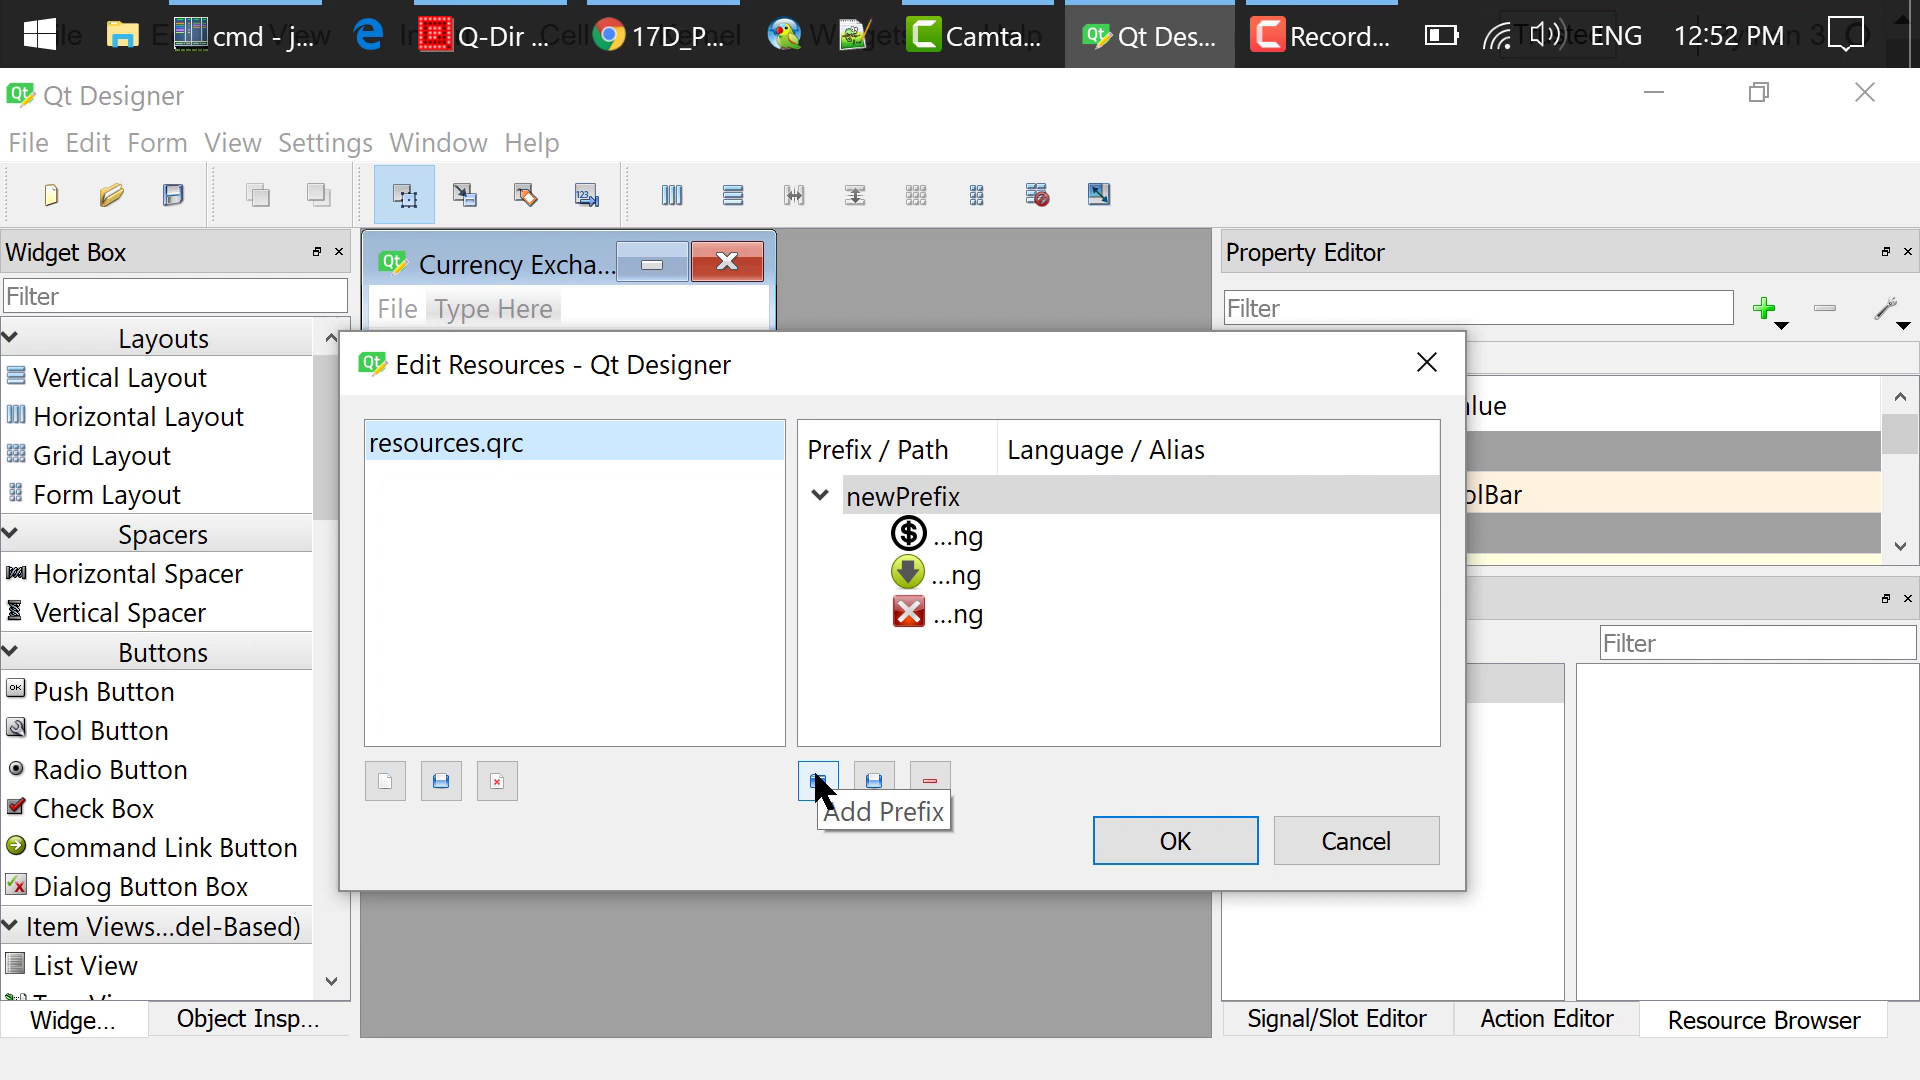 cmd - j...
Q-Dir ...
17D_P...
Camta...
Qt Des...
Record...
ENG
12:52 PM
Qt Designer
File Edit Form View Settings Window Help
Widget Box
Filter
Layouts
Vertical Layout
Horizontal Layout
Grid Layout
Form Layout
Spacers
Horizontal Spacer
Vertical Spacer
Buttons
Push Button
Tool Button
Radio Button
Check Box
Command Link Button
Dialog Button Box
Item Views...del-Based)
List View
Widge...
Object Insp...
Currency Excha...
File Type Here
Edit Resources - Qt Designer
resources.qrc
Prefix / Path
Language / Alias
newPrefix
...ng
...ng
...ng
Add Prefix
OK
Cancel
Property Editor
Filter
lue
olBar
Filter
Signal/Slot Editor
Action Editor
Resource Browser